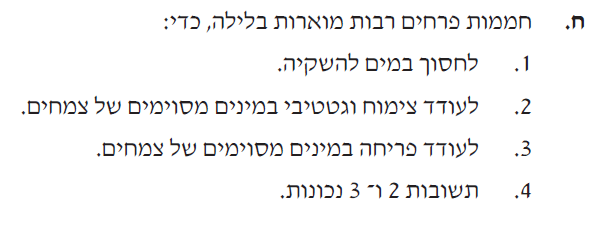 ח. חממות פרחים רבות מוארות בלילה, כדי:
1. לחסוך במים להשקיה.
2. לעודד צימוח וגטטיבי במינים מסוימים של צמחים.
3. לעודד פריחה במינים מסוימים של צמחים.
4. תשובות 2 ו־ 3 נכונות.